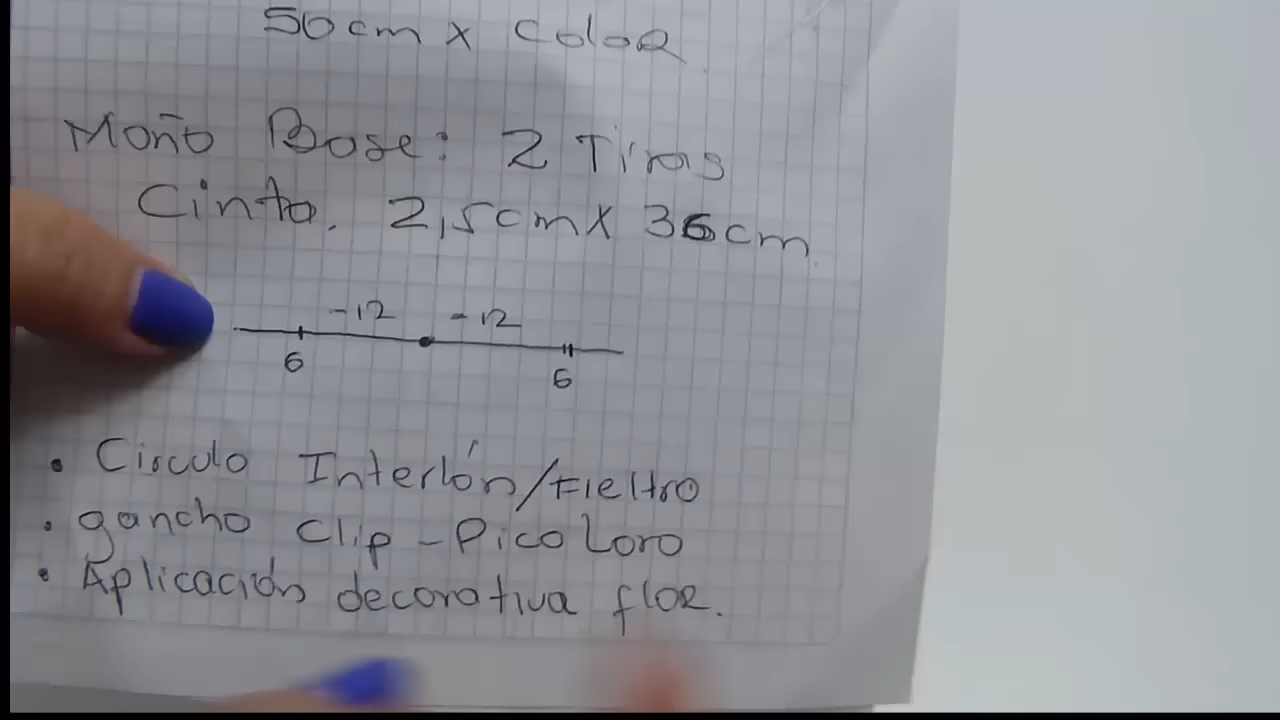 50cm x Color
Moño Base: 2 Tiras
Cinta. 2,5cm X 36cm.
-12 -12
6 6
• Circulo Interlón/Fieltro
• gancho Clip-Pico Loro
• Aplicación decorativa flor.